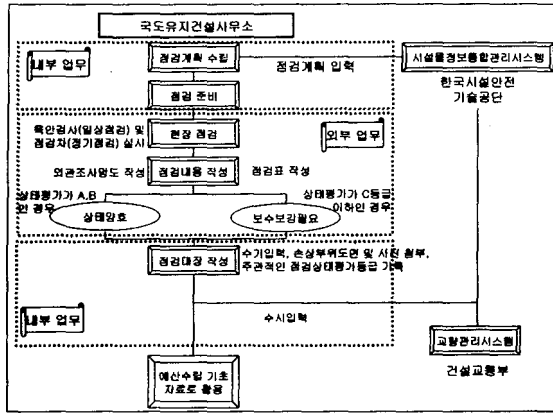 국도유지건설사무소
내부 업무
점검계획 수립
점검계획 입력
시설물정보통합관리시스템
한국시설안전
기술공단
점검 준비
육안검사(일상점검) 및
점검차(정기점검) 실시
현장 점검
외부 업무
외관조사망도 작성
점검내용 작성
점검표 작성
상태평가가 A,B
인 경우
상태평가가 C등급
이하인 경우
상태양호
보수보강필요
점검대장 작성
수기입력, 손상부위도면 및 사진 첨부,
주관적인 점검상태평가등급 기록
내부 업무
수시입력
교량관리시스템
건설교통부
예산수립 기초
자료로 활용